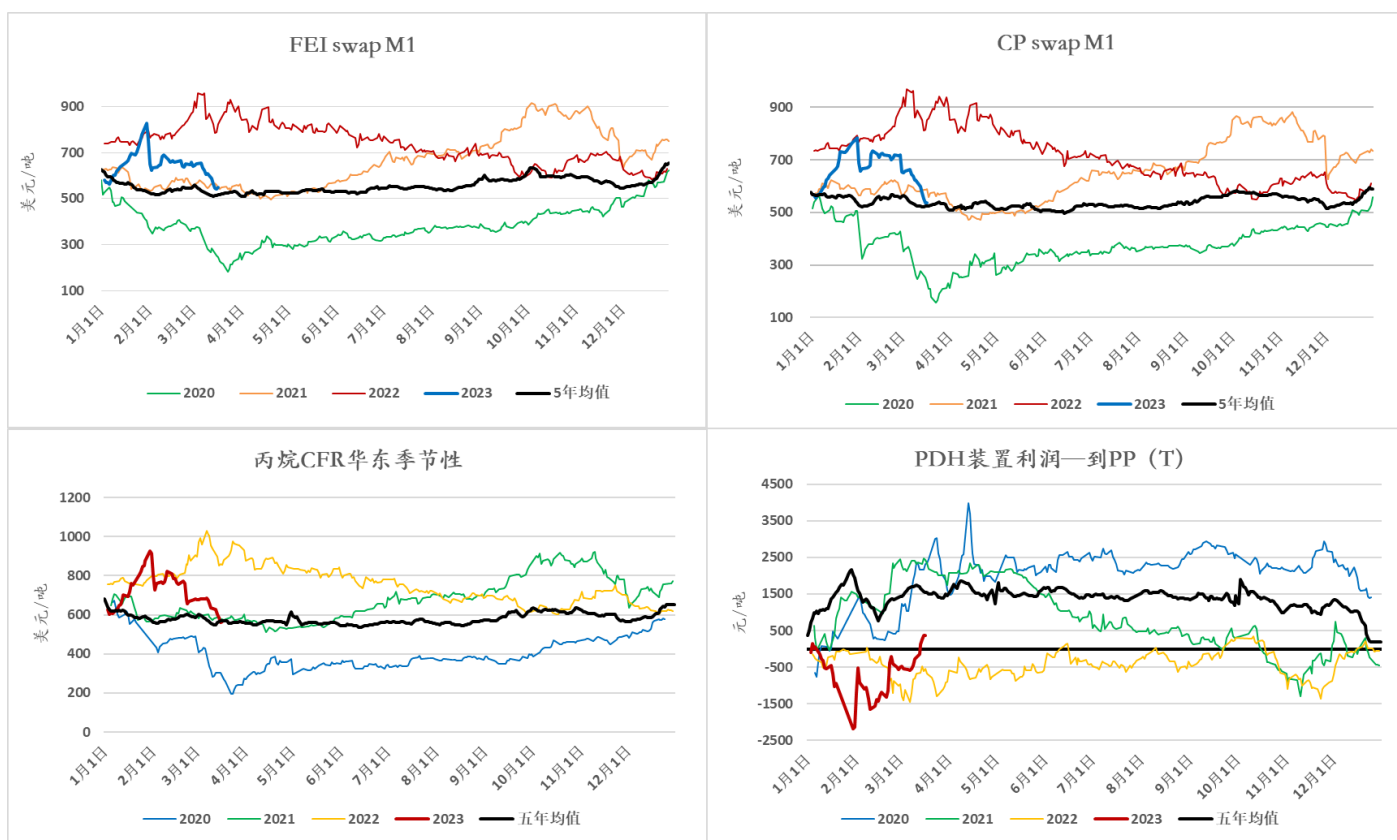 FEI swap M1
美元/吨
900
700
500
300
100
1月1日
2月1日
3月1日
4月1日
5月1日
6月1日
7月1日
8月1日
9月1日
10月1日
11月1日
12月1日
2020 2021 2022 2023 5年均值
CP swap M1
美元/吨
900
700
500
300
100
1月1日
2月1日
3月1日
4月1日
5月1日
6月1日
7月1日
8月1日
9月1日
10月1日
11月1日
12月1日
2020 2021 2022 2023 5年均值
丙烷CFR华东季节性
美元/吨
1200
1000
800
600
400
200
0
1月1日
2月1日
3月1日
4月1日
5月1日
6月1日
7月1日
8月1日
9月1日
10月1日
11月1日
12月1日
2020 2021 2022 2023 五年均值
PDH装置利润—到PP（T）
元/吨
4500
3500
2500
1500
500
-500
-1500
-2500
1月1日
2月1日
3月1日
4月1日
5月1日
6月1日
7月1日
8月1日
9月1日
10月1日
11月1日
12月1日
2020 2021 2022 2023 五年均值